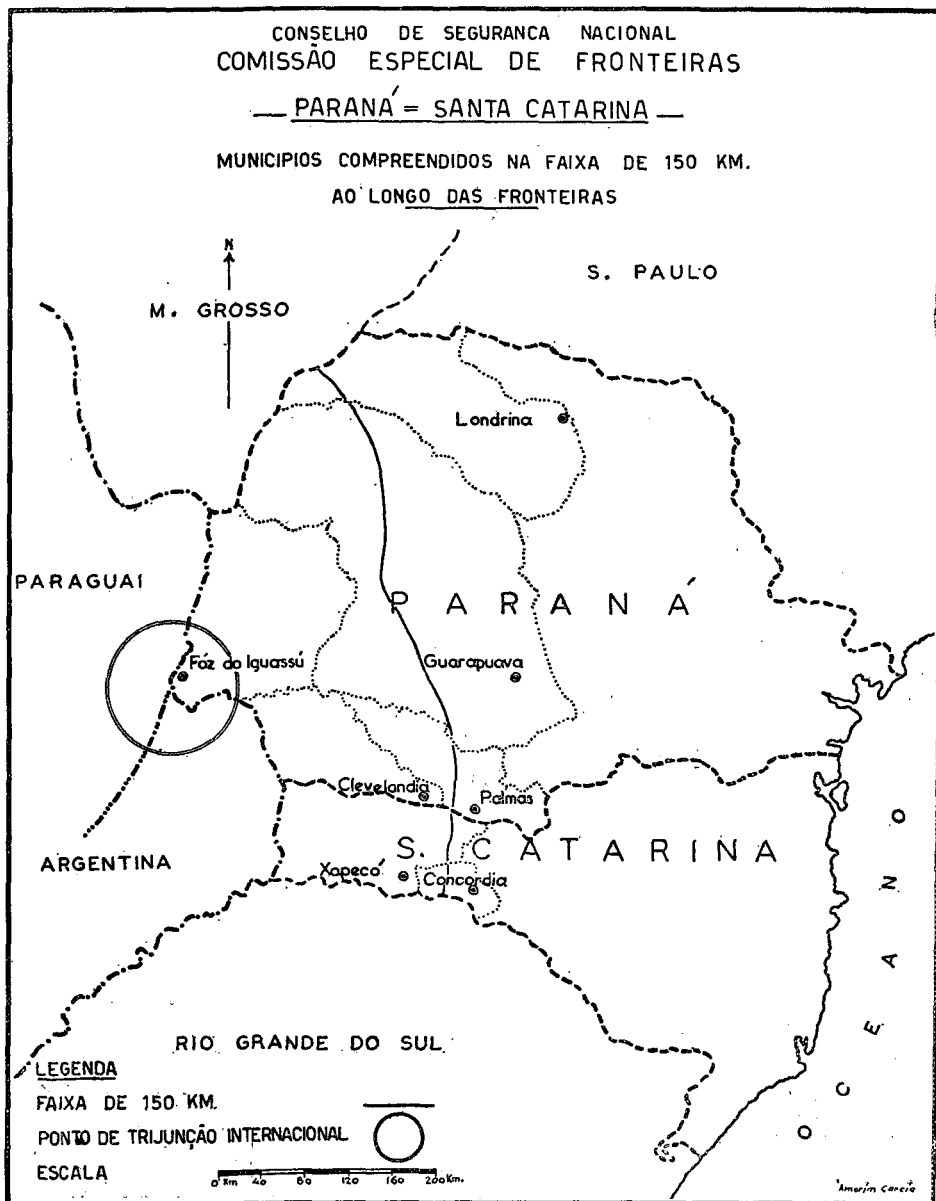 CONSELHO DE SEGURANCA NACIONAL
COMISSÃO ESPECIAL DE FRONTEIRAS
PARANÁ = SANTA CATARINA
MUNICIPIOS COMPREENDIDOS NA FAIXA DE 150 KM.
AO LONGO DAS FRONTEIRAS
N
S. PAULO
M. GROSSO
Londrina
PARAGUAI
PARANÁ
Fóz do Iguassú
Guarapuava
Clevelandia
Palmas
ARGENTINA
S. CATARINA
Xapecó
Concordia
OCEANO
RIO GRANDE DO SUL
LEGENDA
FAIXA DE 150 KM.
PONTO DE TRIJUNÇÃO INTERNACIONAL
ESCALA
0 Km 40 80 120 160 200 Km.
Amorim Garcia